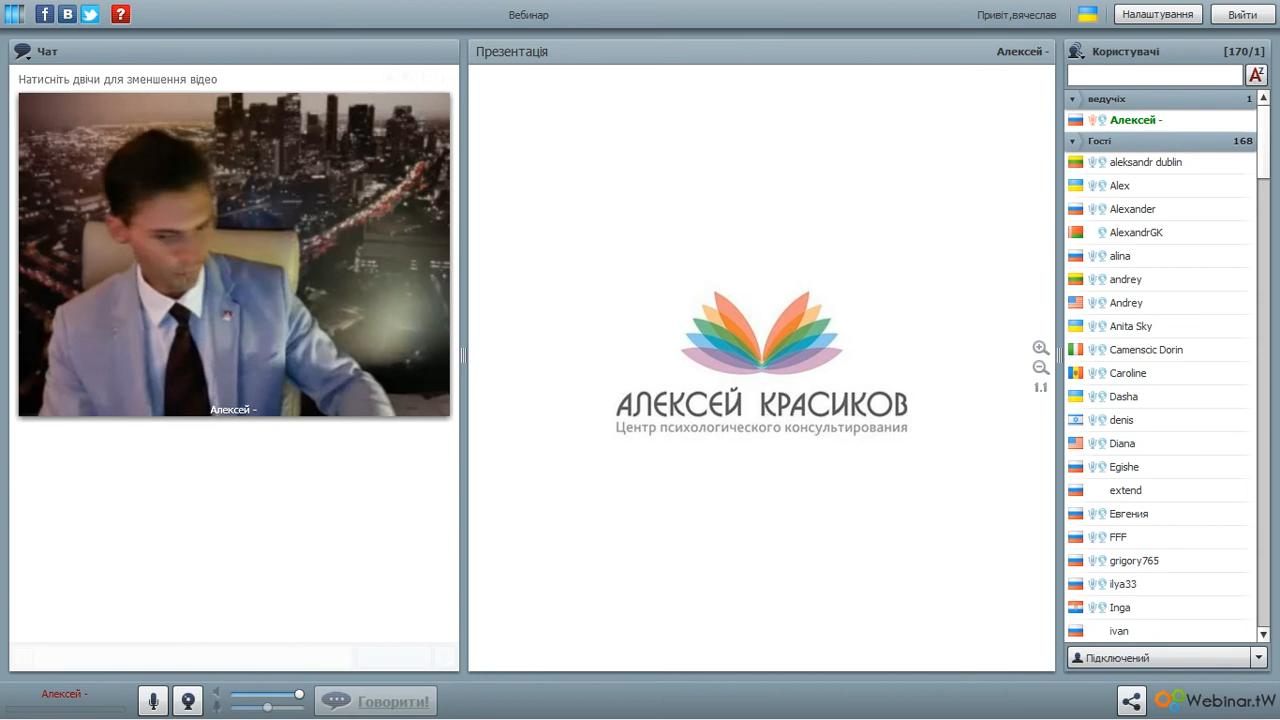 f
B
?
Вебинар
Привіт,вячеслав
Налаштування
Вийти
Чат
Натисніть двічи для зменшення відео
Алексей -
Презентація
Алексей -
АЛЕКСЕЙ КРАСИКОВ
Центр психологического консультирования
1.1
Користувачі
[170/1]
AZ
ведучіх
1
Алексей -
Гості
168
aleksandr dublin
Alex
Alexander
AlexandrGK
alina
andrey
Andrey
Anita Sky
Camenscic Dorin
Caroline
Dasha
denis
Diana
Egishe
extend
Евгения
FFF
grigory765
ilya33
Inga
ivan
Підключений
Алексей -
Говорити!
Webinar.tW